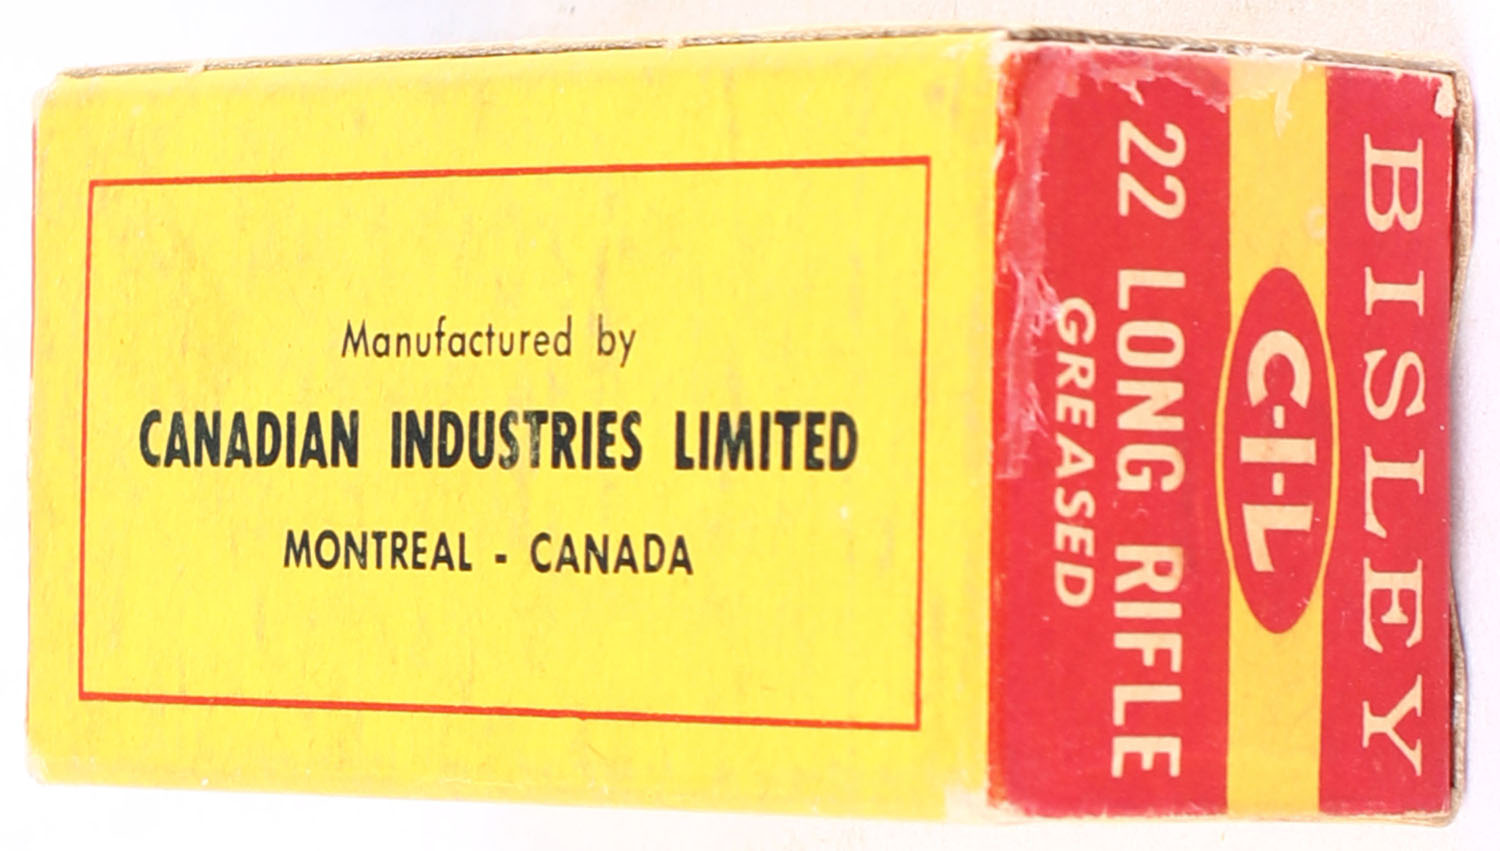 Manufactured by
CANADIAN INDUSTRIES LIMITED
MONTREAL - CANADA
BISLEY
C-I-L
22 LONG RIFLE
GREASED